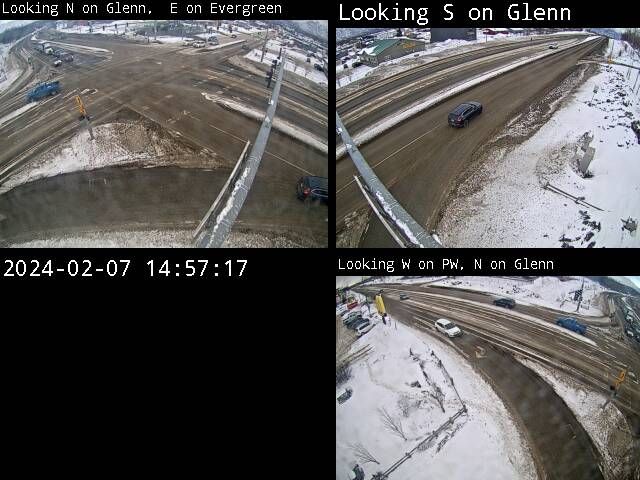 Looking N on Glenn,  E on Evergreen
Looking S on Glenn
2024-02-07 14:57:17
Looking W on PW, N on Glenn